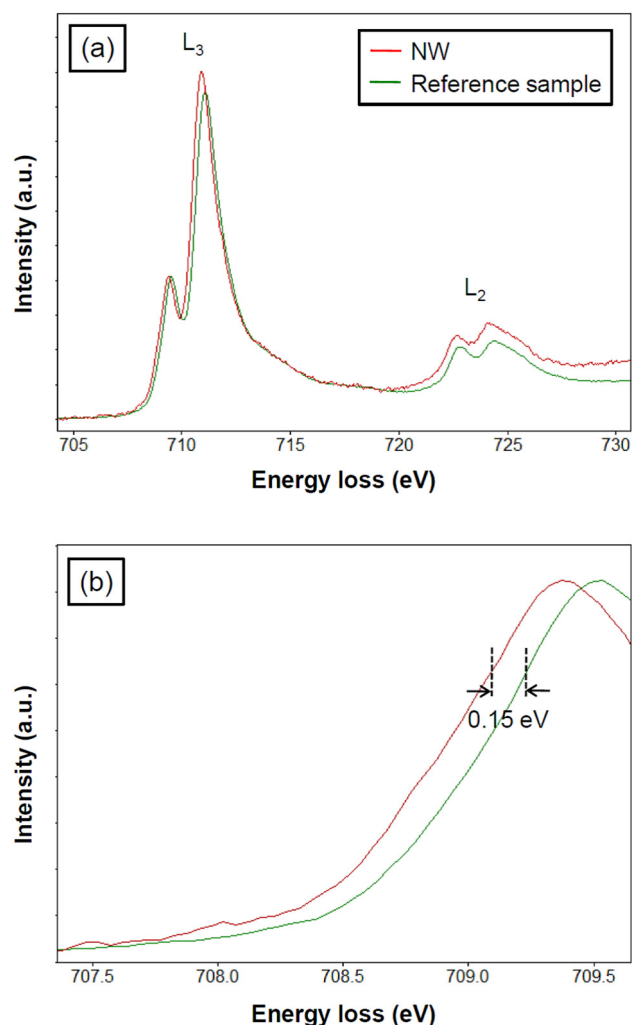 (a)
L3
NW
Reference sample
L2
Intensity (a.u.)
705 710 715 720 725 730
Energy loss (eV)
(b)
0.15 eV
Intensity (a.u.)
707.5 708.0 708.5 709.0 709.5
Energy loss (eV)